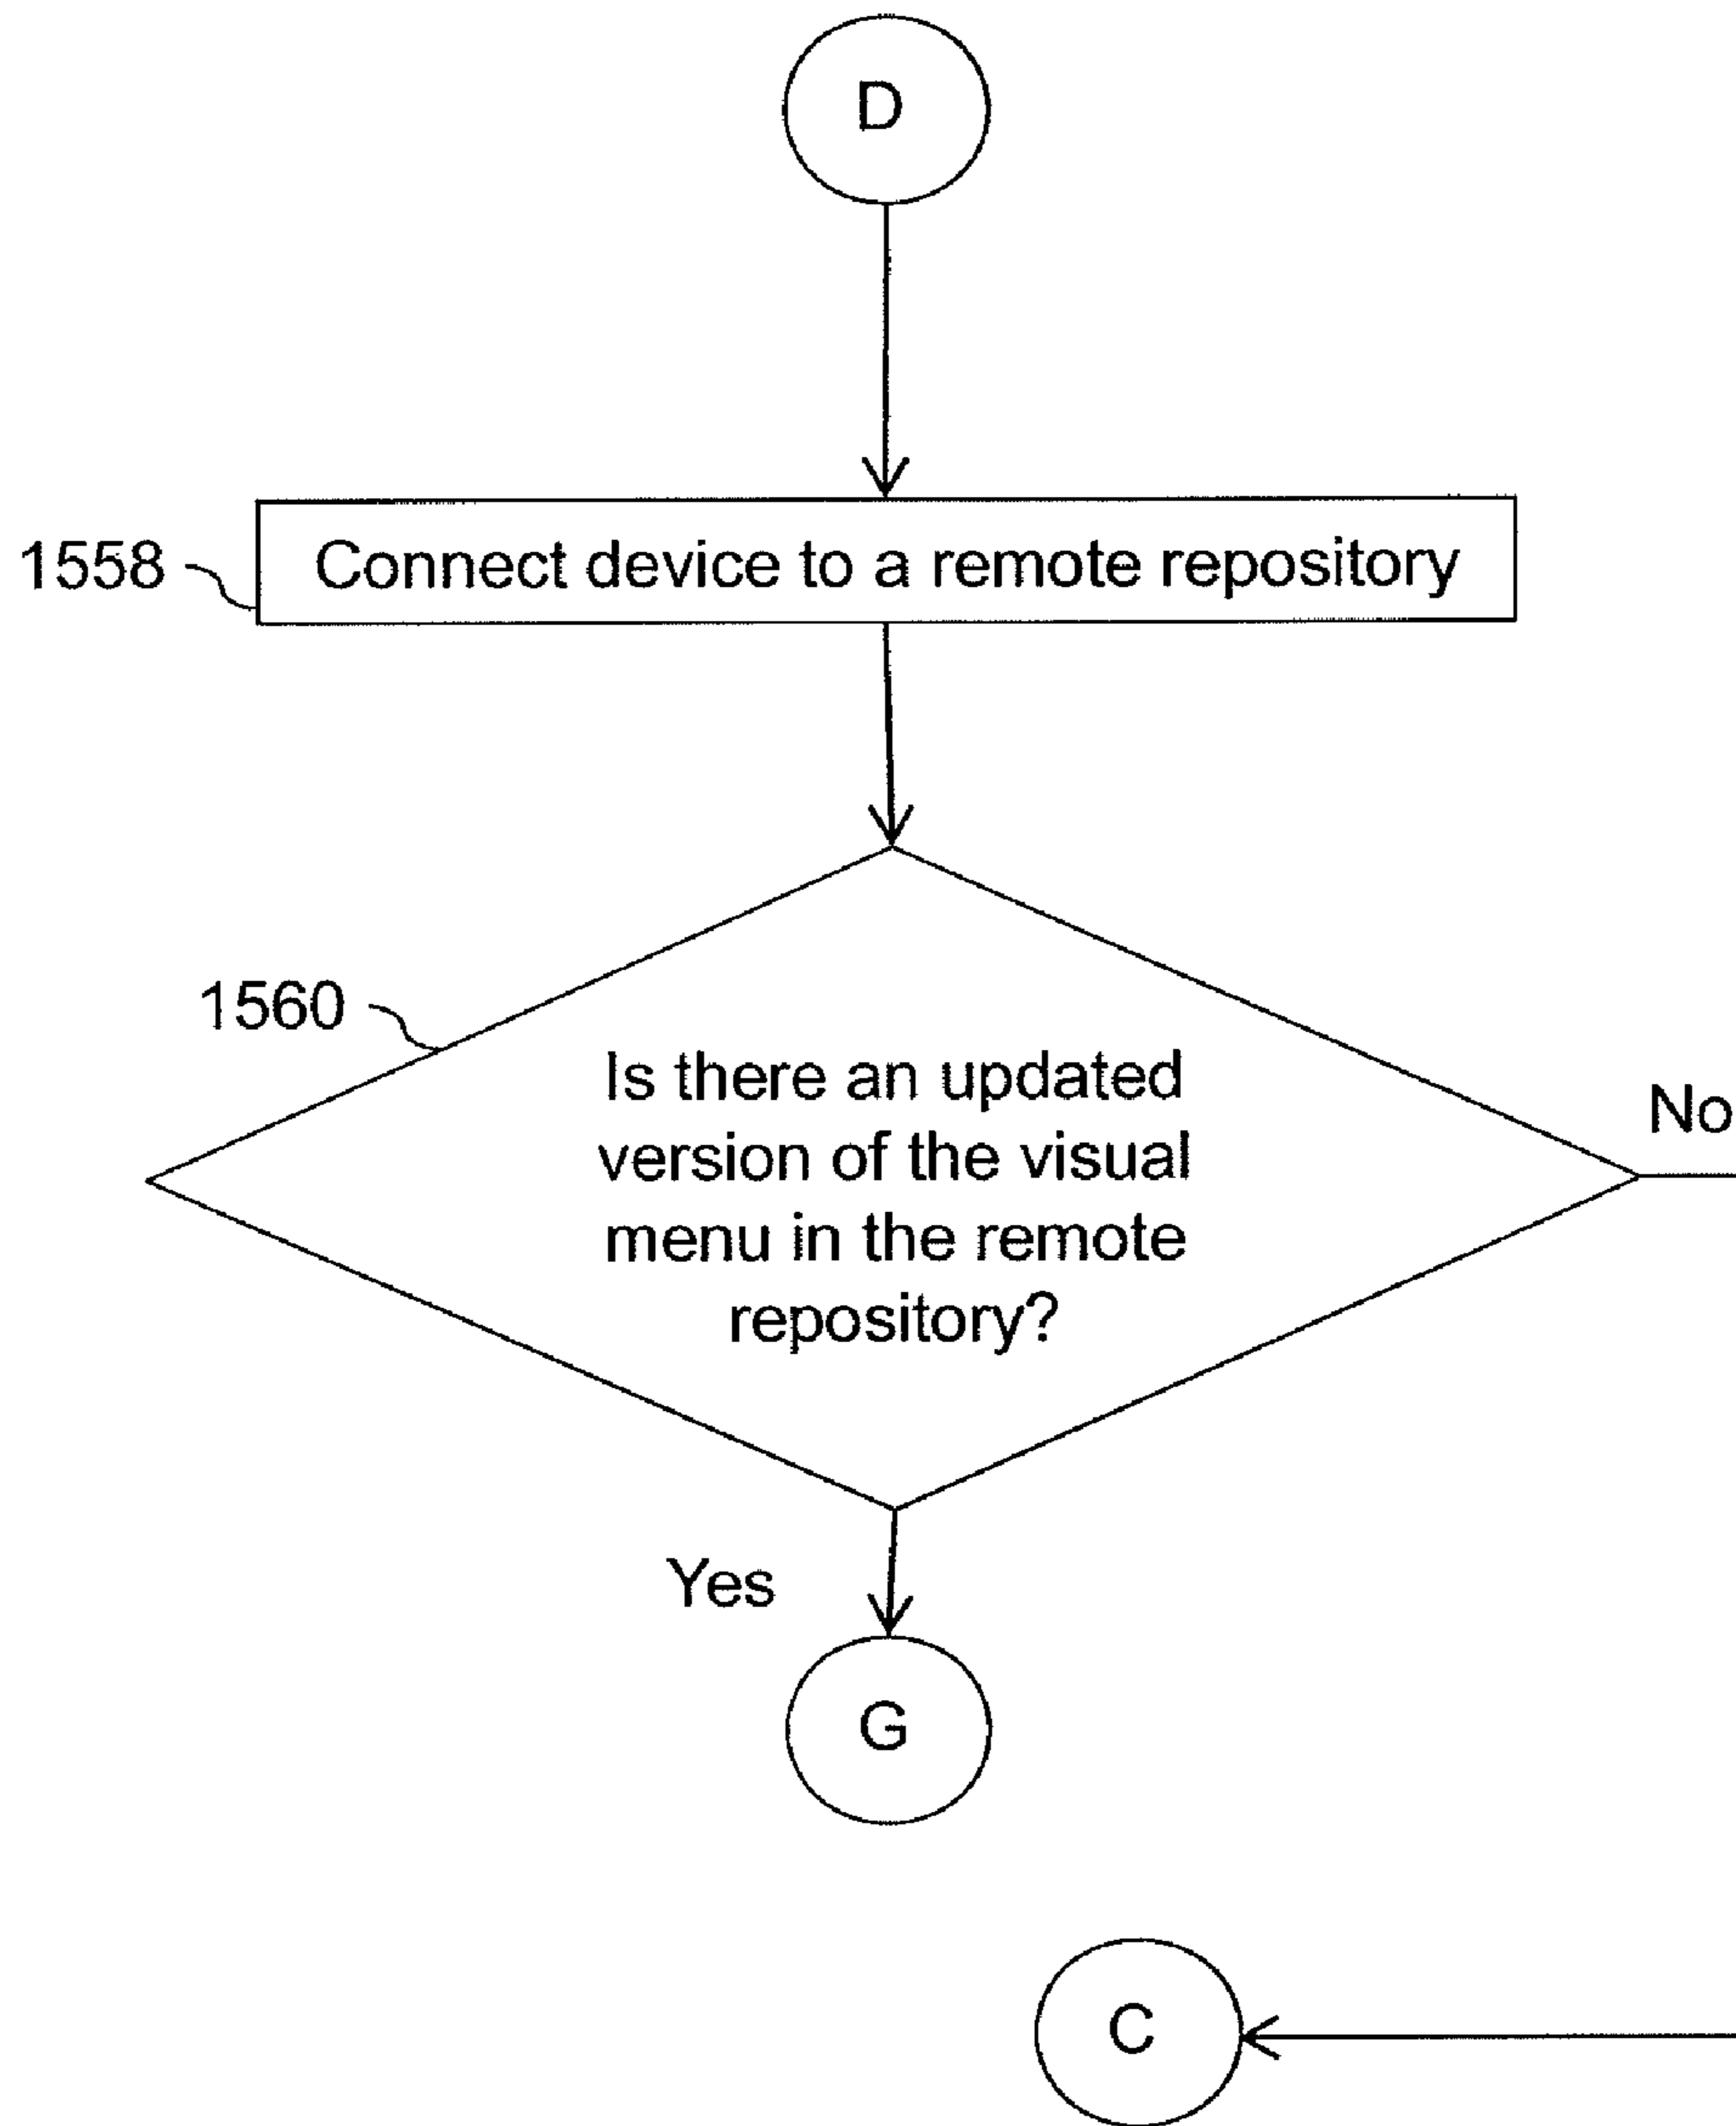 D
1558
Connect device to a remote repository
1560
Is there an updated
version of the visual
menu in the remote
repository?
No
Yes
G
C